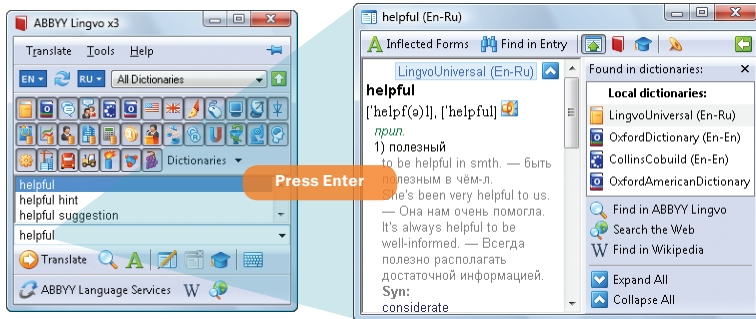 ABBYY Lingvo x3
Translate Tools Help
EN RU All Dictionaries
Dictionaries
helpful
helpful hint
helpful suggestion
helpful
Translate
ABBYY Language Services W
Press Enter
helpful (En-Ru)
Inflected Forms Find in Entry
LingvoUniversal (En-Ru)
helpful
['helpf(ə)l], ['helpful]
прил.
1) полезный
to be helpful in smth. — быть
полезным в чём-л.
She's been very helpful to us.
— Она нам очень помогла.
It's always helpful to be
well-informed. — Всегда
полезно располагать
достаточной информацией.
Syn:
considerate
Found in dictionaries:
Local dictionaries:
LingvoUniversal (En-Ru)
OxfordDictionary (En-En)
CollinsCobuild (En-En)
OxfordAmericanDictionary
Find in ABBYY Lingvo
Search the Web
W Find in Wikipedia
Expand All
Collapse All